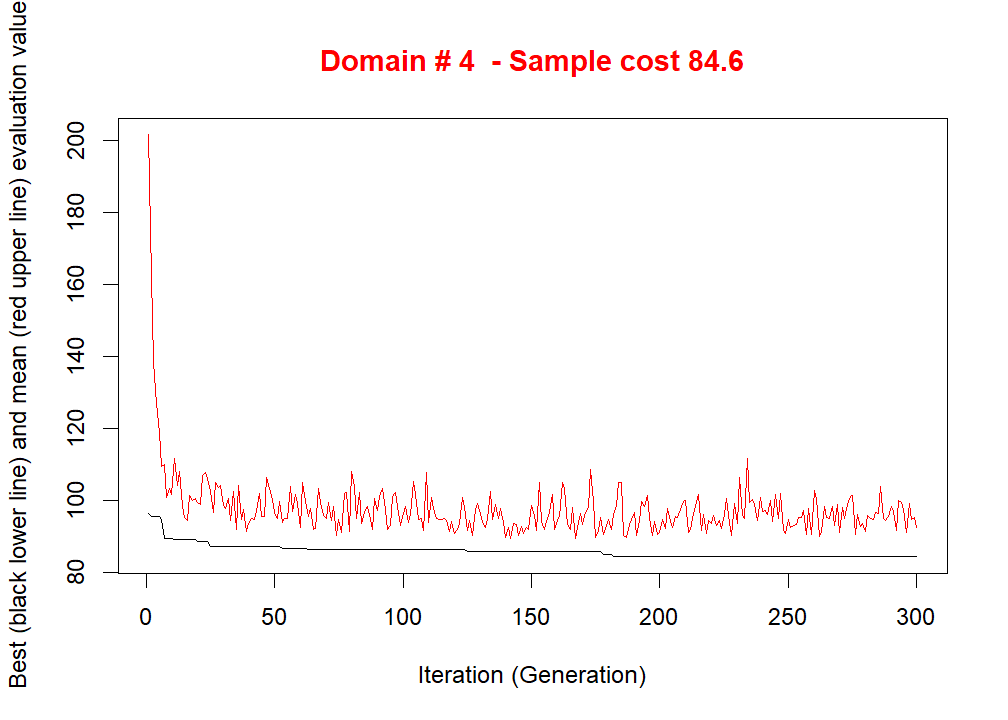 Domain # 4  - Sample cost 84.6
Best (black lower line) and mean (red upper line) evaluation value
200
180
160
140
120
100
80
0 50 100 150 200 250 300
Iteration (Generation)